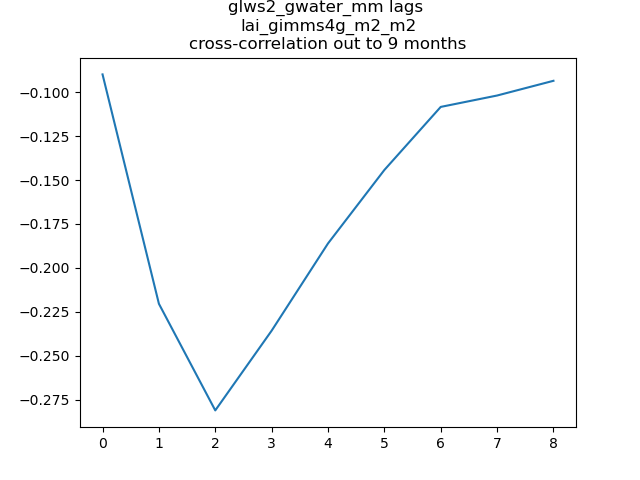 glws2_gwater_mm lags
lai_gimms4g_m2_m2
cross-correlation out to 9 months
−0.100
−0.125
−0.150
−0.175
−0.200
−0.225
−0.250
−0.275
0 1 2 3 4 5 6 7 8